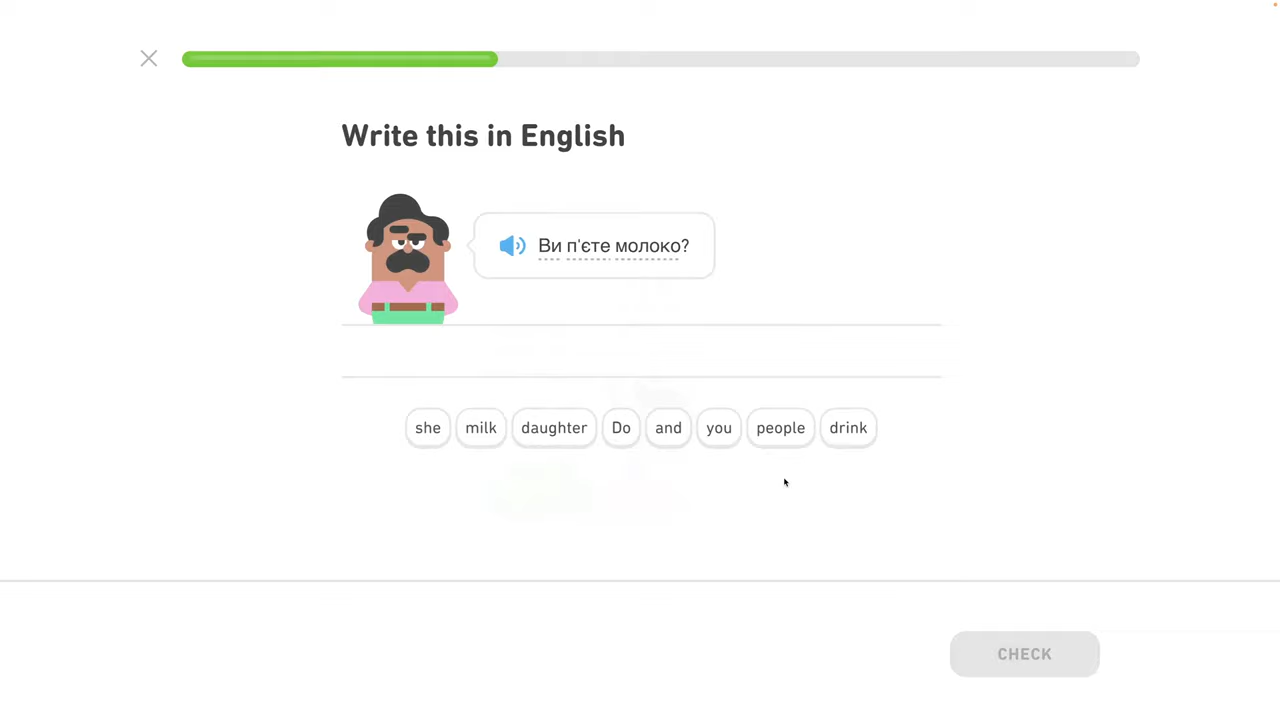 Write this in English
Ви п'єте молоко?
she milk daughter Do and you people drink
CHECK